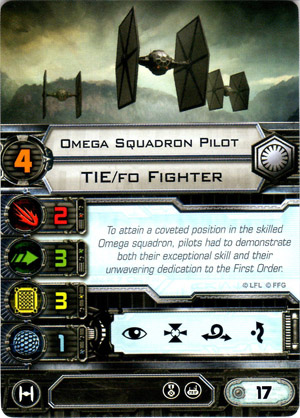 Omega Squadron Pilot
4
TIE/fo Fighter
2
3
3
1
To attain a coveted position in the skilled
Omega squadron, pilots had to demonstrate
both their exceptional skill and their
unwavering dedication to the First Order.
© LFL © FFG
17